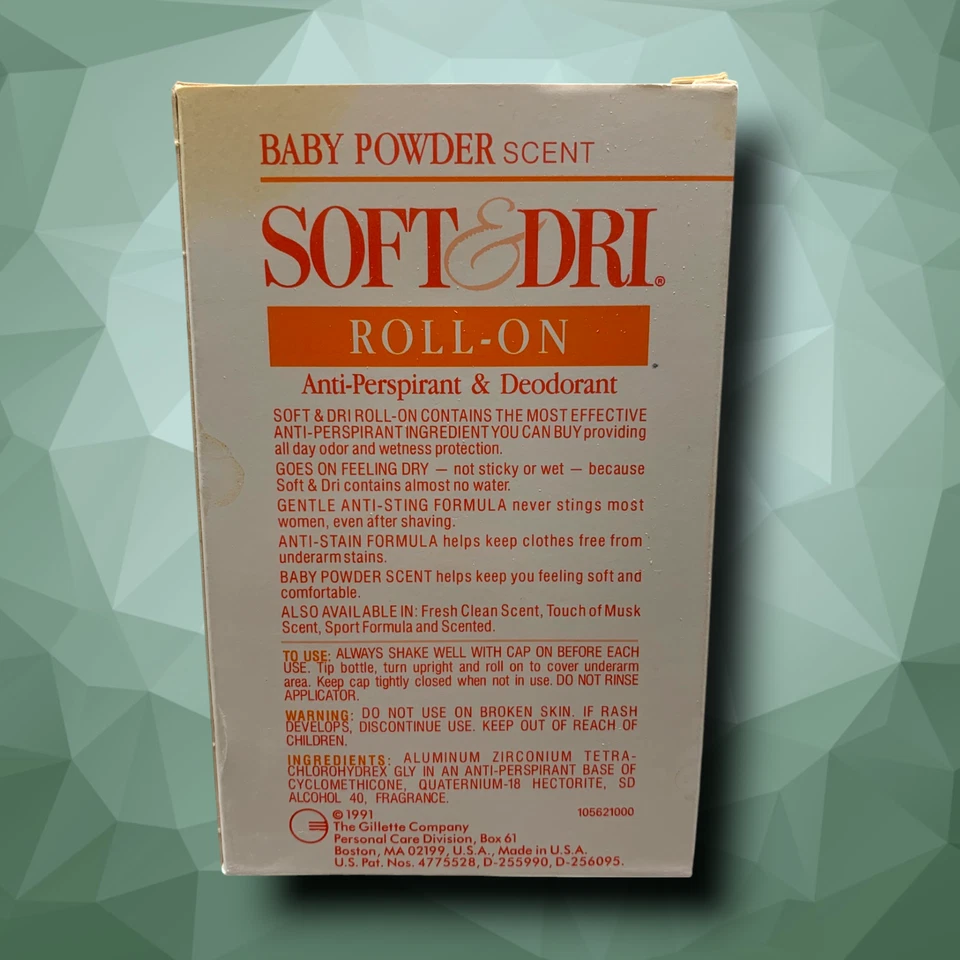 BABY POWDER SCENT
SOFT & DRI®
ROLL-ON
Anti-Perspirant & Deodorant
SOFT & DRI ROLL-ON CONTAINS THE MOST EFFECTIVE
ANTI-PERSPIRANT INGREDIENT YOU CAN BUY providing
all day odor and wetness protection.
GOES ON FEELING DRY — not sticky or wet — because
Soft & Dri contains almost no water.
GENTLE ANTI-STING FORMULA never stings most
women, even after shaving.
ANTI-STAIN FORMULA helps keep clothes free from
underarm stains.
BABY POWDER SCENT helps keep you feeling soft and
comfortable.
ALSO AVAILABLE IN: Fresh Clean Scent, Touch of Musk
Scent, Sport Formula and Scented.
TO USE: ALWAYS SHAKE WELL WITH CAP ON BEFORE EACH
USE. Tip bottle, turn upright and roll on to cover underarm
area. Keep cap tightly closed when not in use. DO NOT RINSE
APPLICATOR.
WARNING: DO NOT USE ON BROKEN SKIN. IF RASH
DEVELOPS, DISCONTINUE USE. KEEP OUT OF REACH OF
CHILDREN.
INGREDIENTS: ALUMINUM ZIRCONIUM TETRA-
CHLOROHYDREX GLY IN AN ANTI-PERSPIRANT BASE OF
CYCLOMETHICONE, QUATERNIUM-18 HECTORITE, SD
ALCOHOL 40, FRAGRANCE.
© 1991 105621000
The Gillette Company
Personal Care Division, Box 61
Boston, MA 02199, U.S.A., Made in U.S.A.
U.S. Pat. Nos. 4775528, D-255990, D-256095.